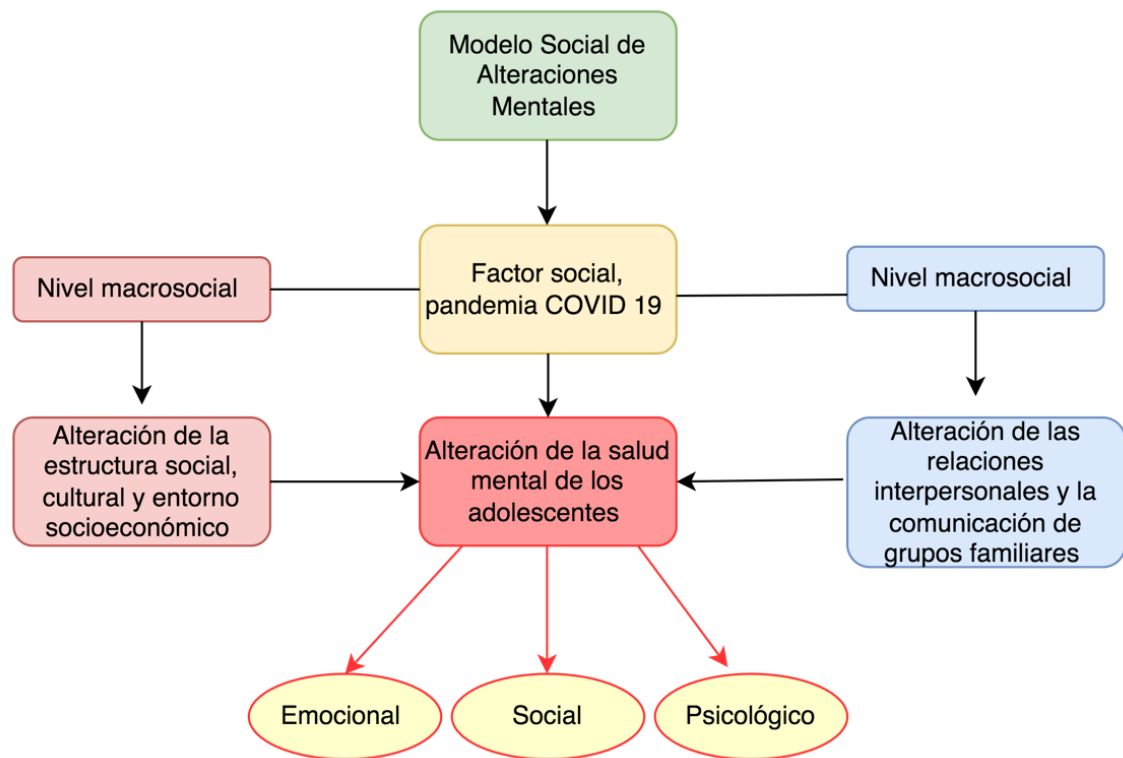 Modelo Social de
Alteraciones
Mentales
Nivel macrosocial
Factor social,
pandemia COVID 19
Nivel macrosocial
Alteración de la
estructura social,
cultural y entorno
socioeconómico
Alteración de la salud
mental de los
adolescentes
Alteración de las
relaciones
interpersonales y la
comunicación de
grupos familiares
Emocional
Social
Psicológico